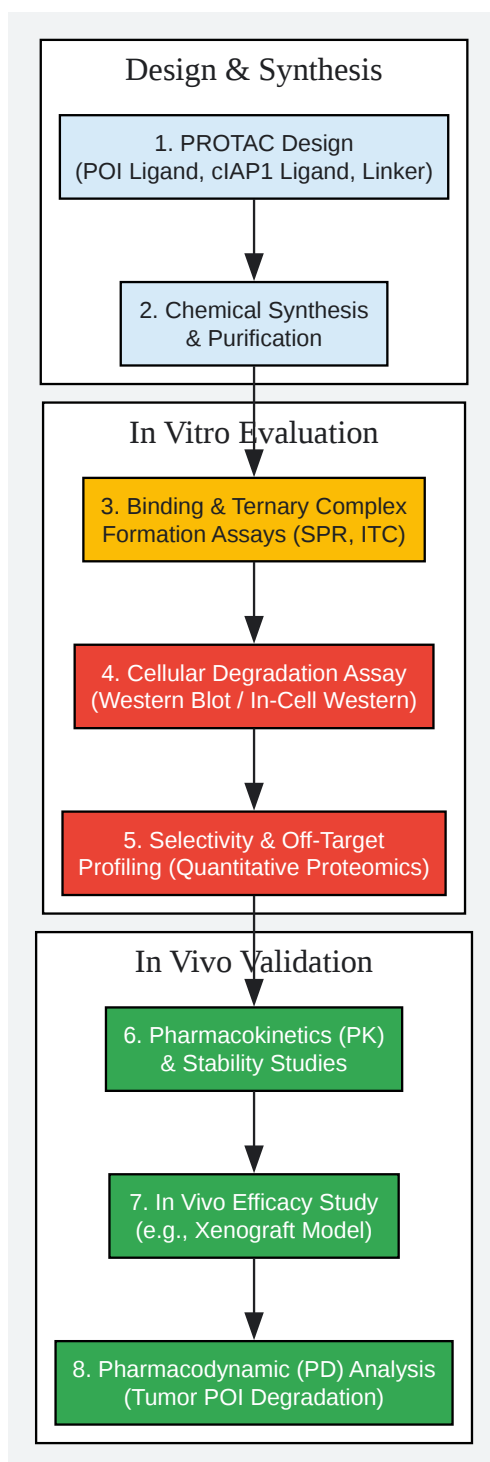 Design & Synthesis
1. PROTAC Design
(POI Ligand, cIAP1 Ligand, Linker)
2. Chemical Synthesis
& Purification
In Vitro Evaluation
3. Binding & Ternary Complex
Formation Assays (SPR, ITC)
4. Cellular Degradation Assay
(Western Blot / In-Cell Western)
5. Selectivity & Off-Target
Profiling (Quantitative Proteomics)
In Vivo Validation
6. Pharmacokinetics (PK)
& Stability Studies
7. In Vivo Efficacy Study
(e.g., Xenograft Model)
8. Pharmacodynamic (PD) Analysis
(Tumor POI Degradation)